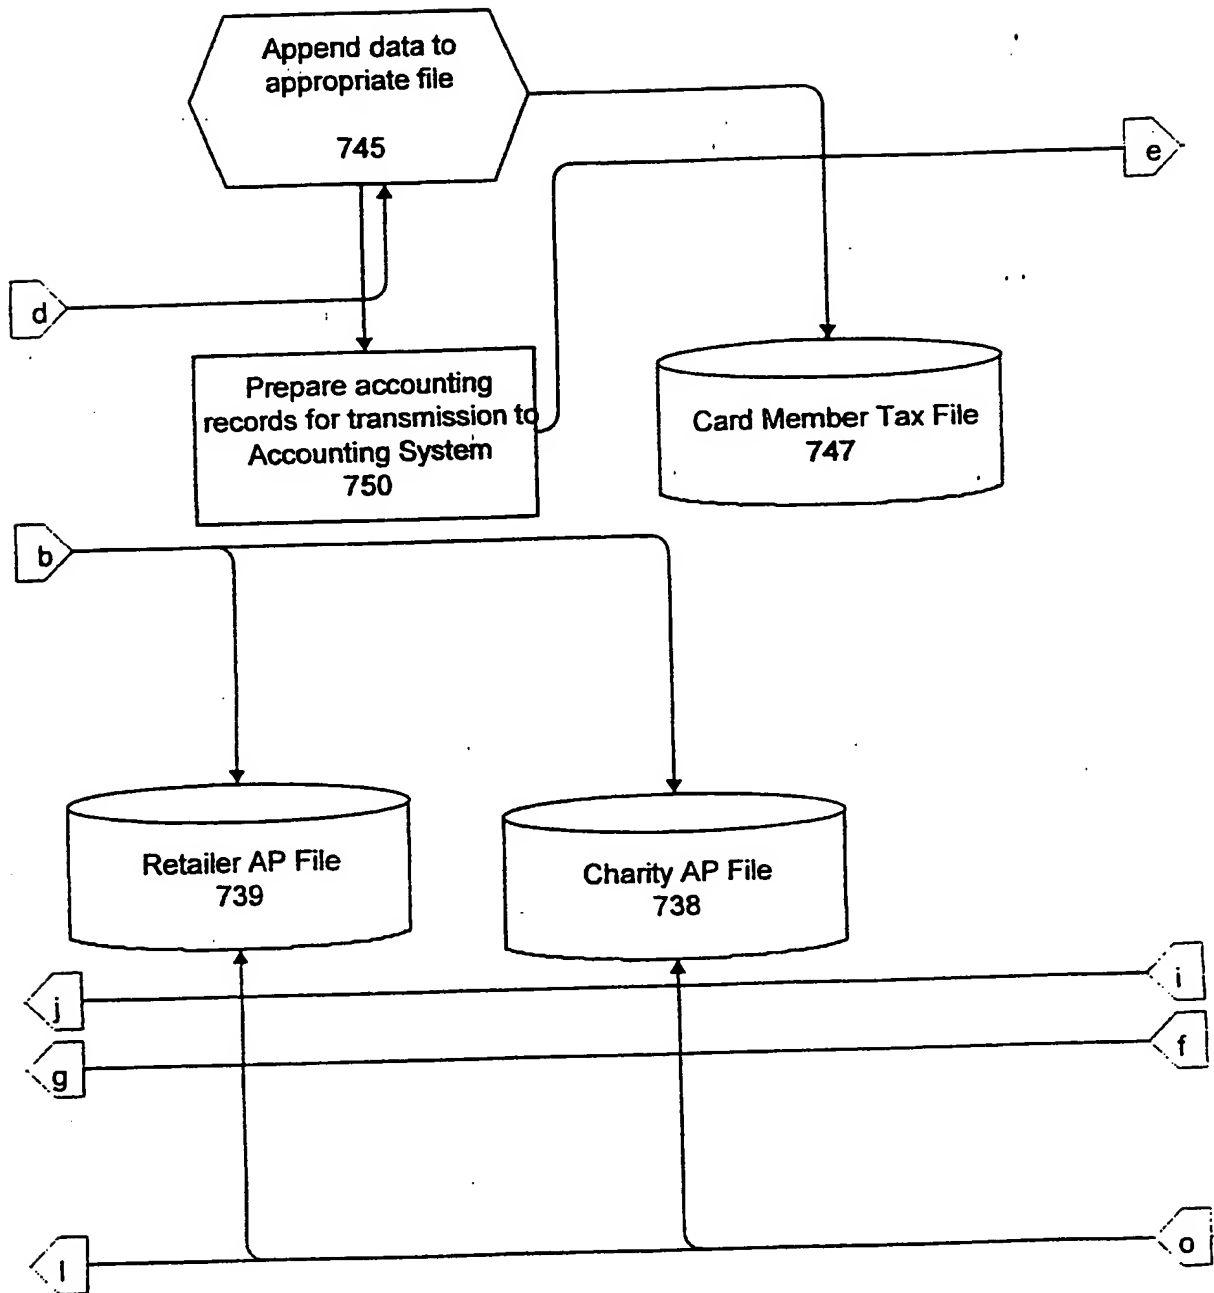 Append data to
appropriate file
745
e
d
Prepare accounting
records for transmission to
Accounting System
750
Card Member Tax File
747
b
Retailer AP File
739
Charity AP File
738
j
i
g
f
l
o